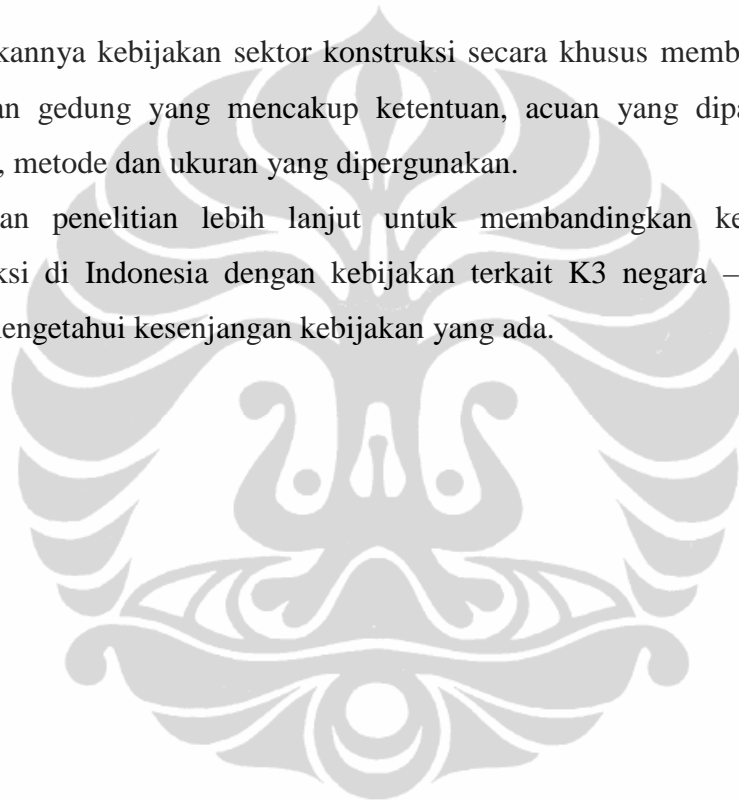 kannya kebijakan sektor konstruksi secara khusus memb
an gedung yang mencakup ketentuan, acuan yang dipa
, metode dan ukuran yang dipergunakan.
an penelitian lebih lanjut untuk membandingkan ke
ksi di Indonesia dengan kebijakan terkait K3 negara –
nengetahui kesenjangan kebijakan yang ada.